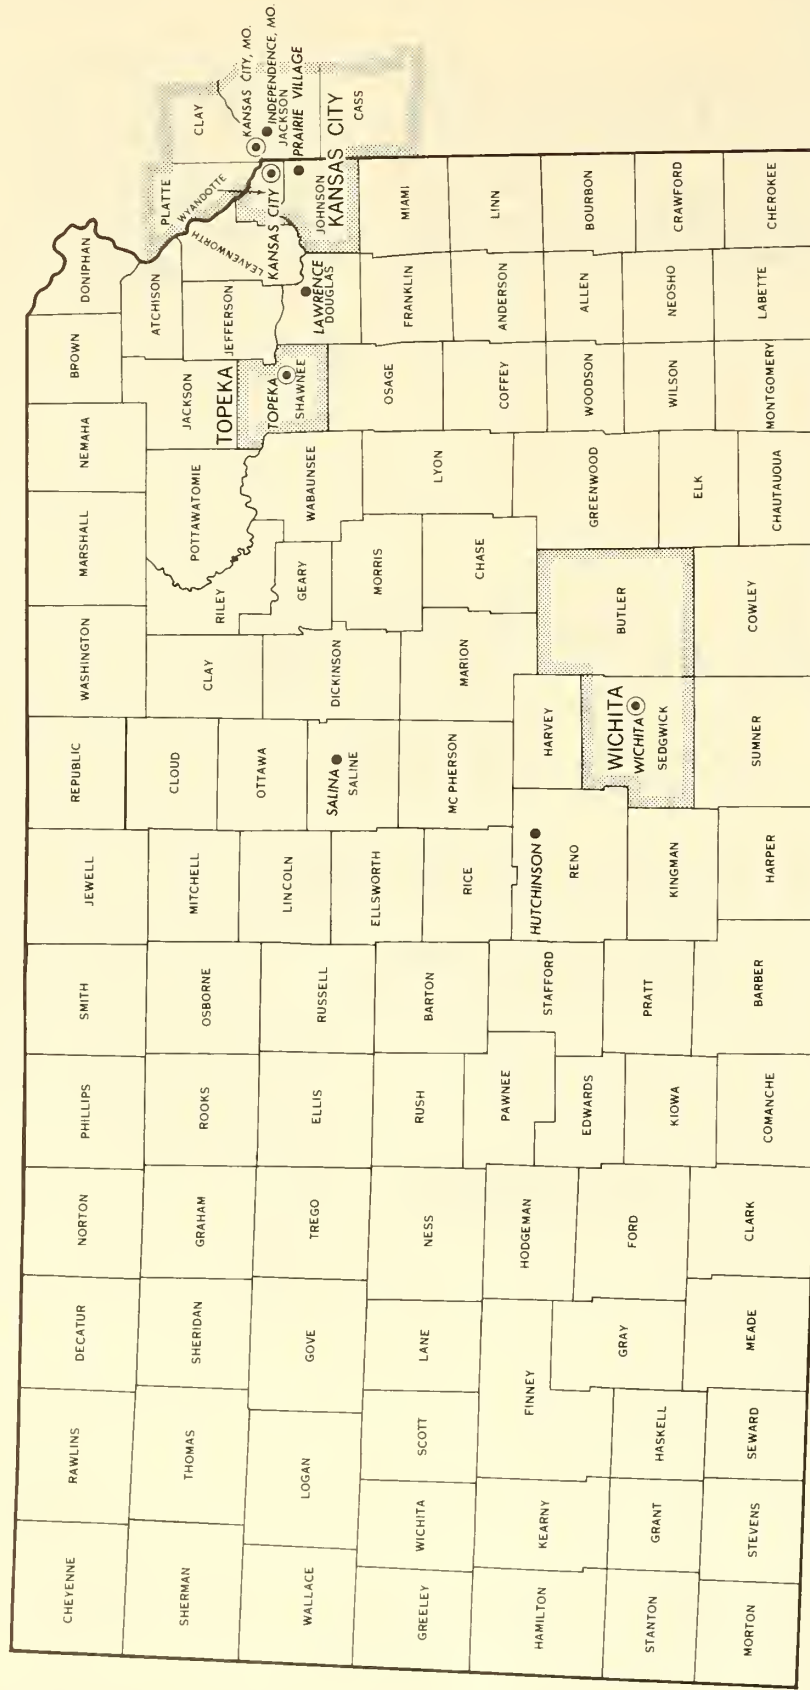 CHEYENNE
RAWLINS
DECATUR
NORTON
PHILLIPS
SMITH
JEWELL
REPUBLIC
WASHINGTON
MARSHALL
NEMAHA
BROWN
DONIPHAN
SHERMAN
THOMAS
SHERIDAN
GRAHAM
ROOKS
OSBORNE
MITCHELL
CLOUD
CLAY
RILEY
POTTAWATOMIE
JACKSON
ATCHISON
JEFFERSON
LEAVENWORTH
WYANDOTTE
PLATTE
CLAY
KANSAS CITY, MO.
INDEPENDENCE, MO.
JACKSON
PRAIRIE VILLAGE
KANSAS CITY
KANSAS CITY
JOHNSON
CASS
WALLACE
LOGAN
GOVE
TREGO
ELLIS
RUSSELL
LINCOLN
OTTAWA
ELLSWORTH
SALINA
SALINE
DICKINSON
GEARY
MORRIS
WABAUNSEE
TOPEKA
TOPEKA
SHAWNEE
LAWRENCE
DOUGLAS
GREELEY
WICHITA
SCOTT
LANE
NESS
RUSH
BARTON
RICE
MC PHERSON
MARION
CHASE
LYON
OSAGE
FRANKLIN
MIAMI
COFFEY
ANDERSON
LINN
HAMILTON
KEARNY
FINNEY
HODGEMAN
PAWNEE
STAFFORD
HUTCHINSON
RENO
HARVEY
BUTLER
GREENWOOD
WOODSON
ALLEN
BOURBON
GRAY
FORD
EDWARDS
PRATT
KINGMAN
WICHITA
WICHITA
SEDGWICK
ELK
WILSON
NEOSHO
CRAWFORD
STANTON
GRANT
HASKELL
KIOWA
MORTON
STEVENS
SEWARD
MEADE
CLARK
COMANCHE
BARBER
HARPER
SUMNER
COWLEY
CHAUTAUQUA
MONTGOMERY
LABETTE
CHEROKEE